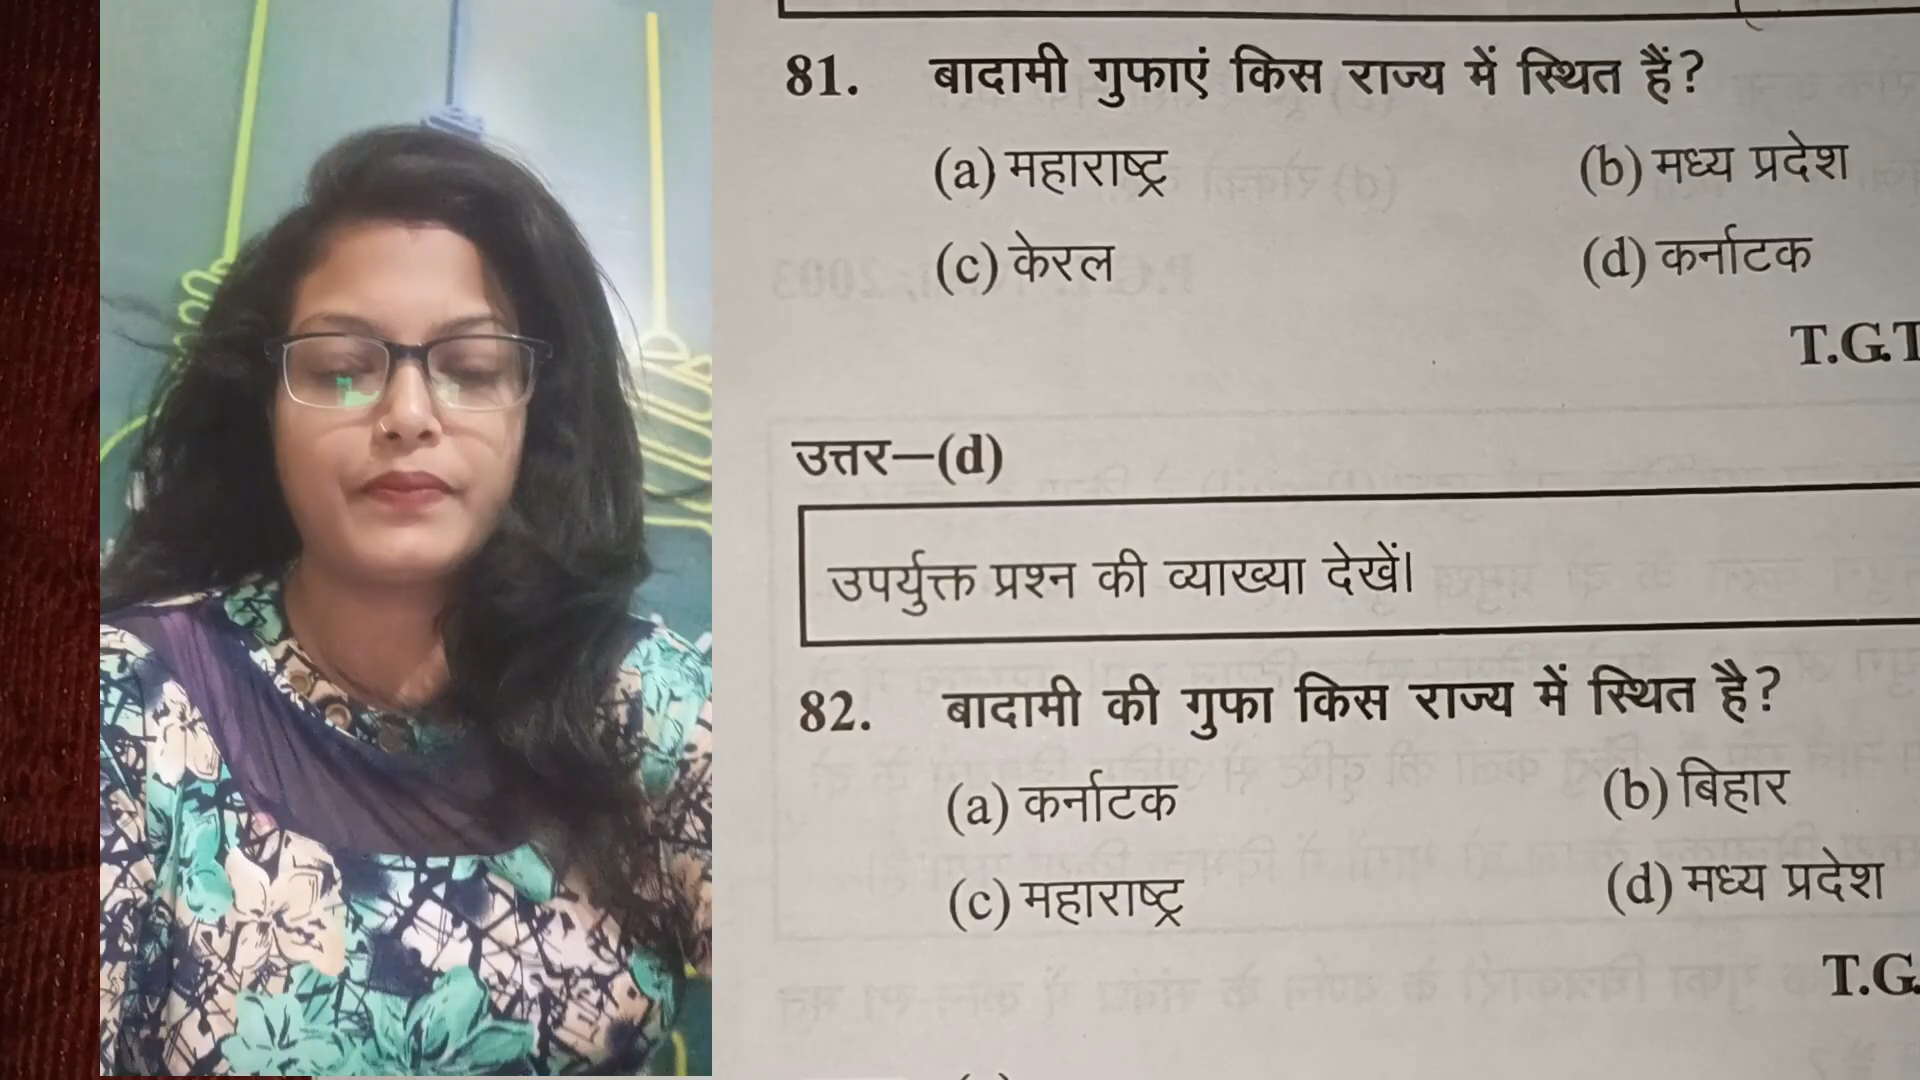 81. बादामी गुफाएं किस राज्य में स्थित हैं?
(a) महाराष्ट्र (b) मध्य प्रदेश
(c) केरल (d) कर्नाटक
T.G.T
उत्तर—(d)
उपर्युक्त प्रश्न की व्याख्या देखें।
82. बादामी की गुफा किस राज्य में स्थित है?
(a) कर्नाटक (b) बिहार
(c) महाराष्ट्र (d) मध्य प्रदेश
T.G.